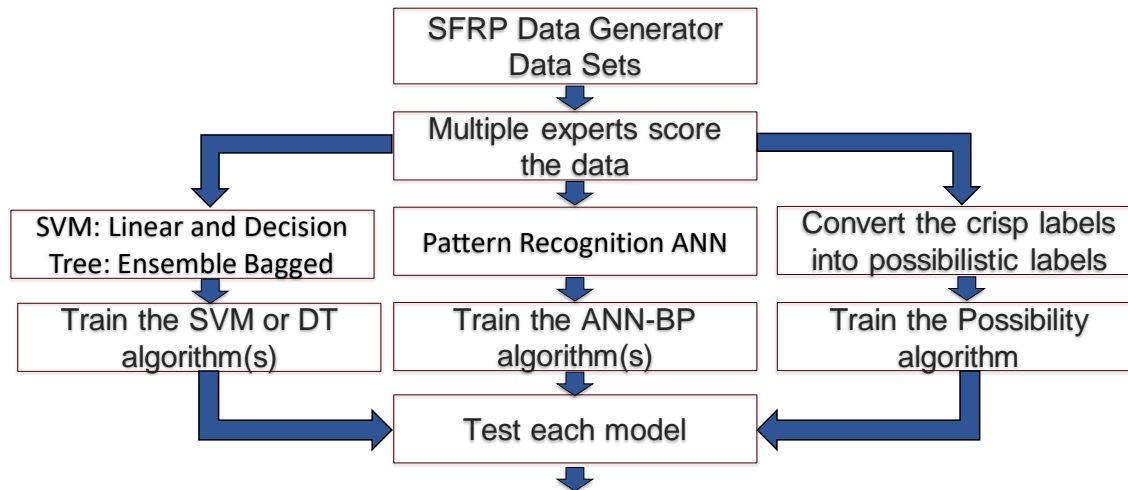 SFRP Data Generator
Data Sets
Multiple experts score
the data
SVM: Linear and Decision
Tree: Ensemble Bagged
Pattern Recognition ANN
Convert the crisp labels
into possibilistic labels
Train the SVM or DT
algorithm(s)
Train the ANN-BP
algorithm(s)
Train the Possibility
algorithm
Test each model